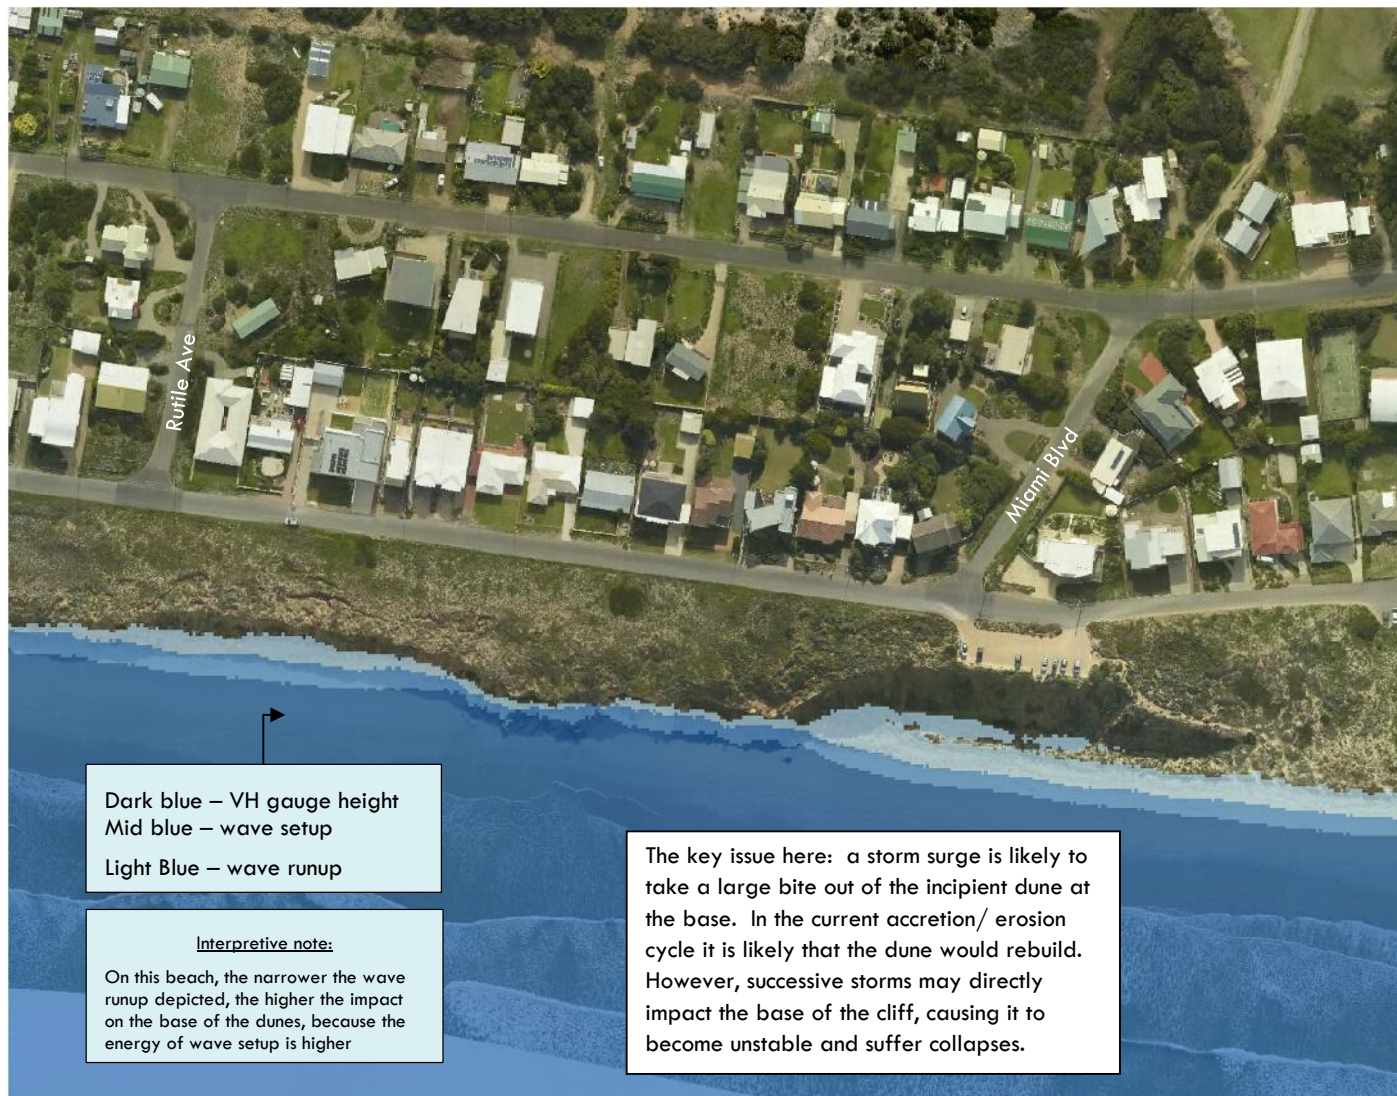 Rutile Ave
Miami Blvd
Dark blue – VH gauge height
Mid blue – wave setup
Light Blue – wave runup
Interpretive note:
On this beach, the narrower the wave
runup depicted, the higher the impact
on the base of the dunes, because the
energy of wave setup is higher
The key issue here:  a storm surge is likely to
take a large bite out of the incipient dune at
the base.  In the current accretion/ erosion
cycle it is likely that the dune would rebuild.
However, successive storms may directly
impact the base of the cliff, causing it to
become unstable and suffer collapses.